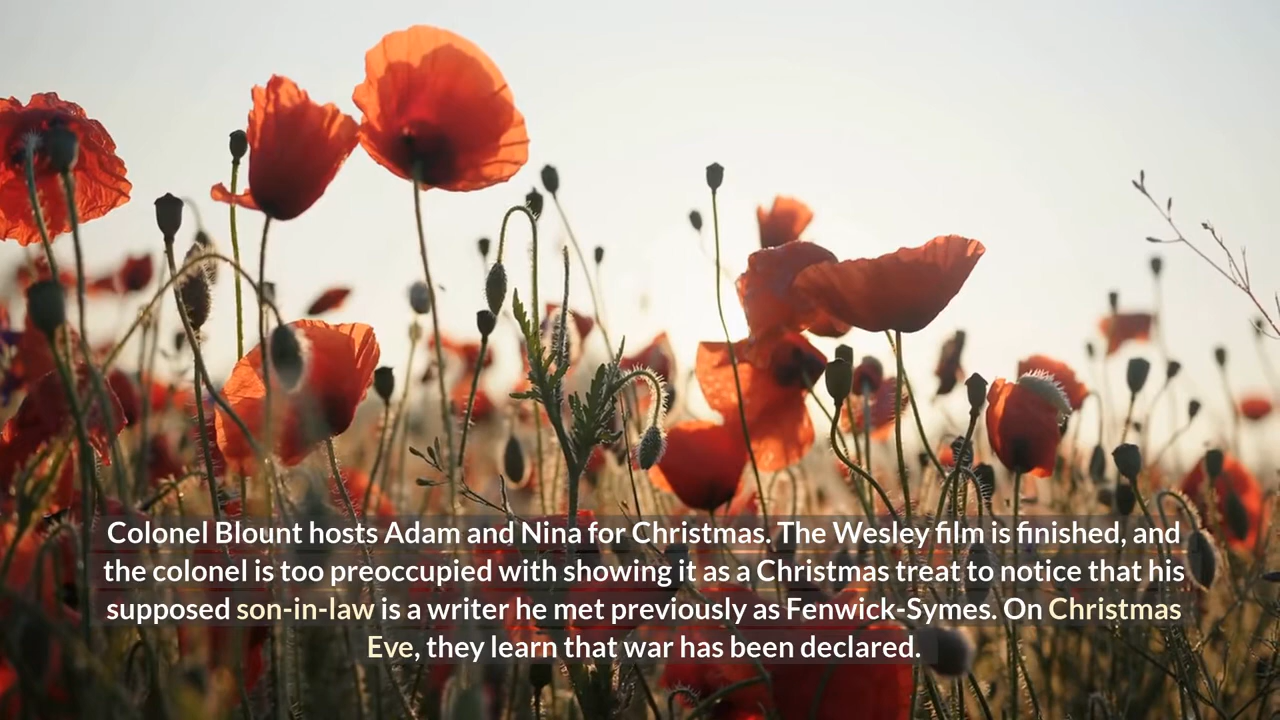 Colonel Blount hosts Adam and Nina for Christmas. The Wesley film is finished, and
the colonel is too preoccupied with showing it as a Christmas treat to notice that his
supposed son-in-law is a writer he met previously as Fenwick-Symes. On Christmas
Eve, they learn that war has been declared.